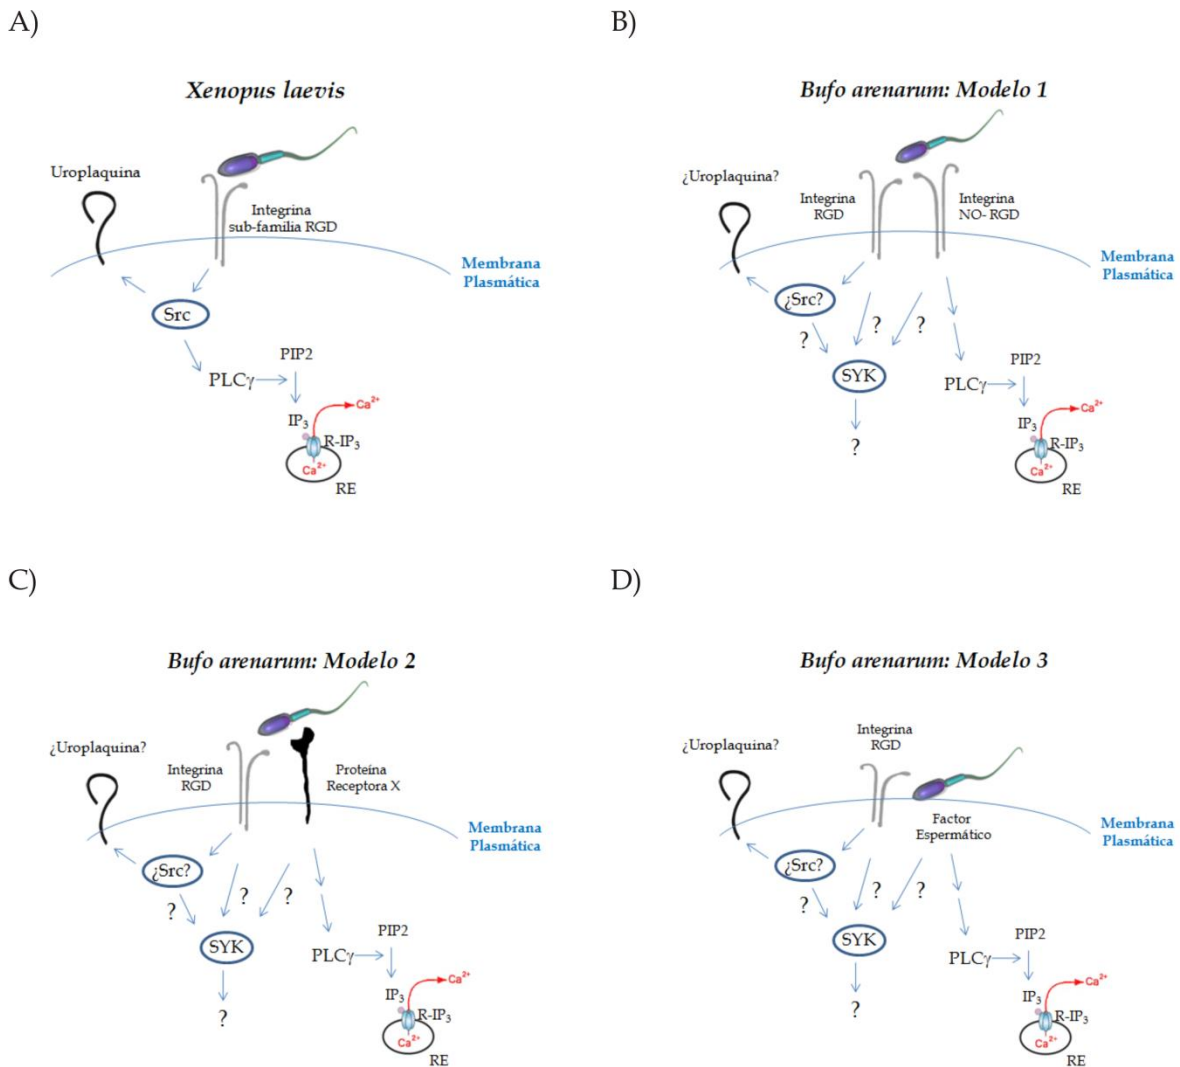 A)
Xenopus laevis
Uroplaquina
Integrina
sub-familia RGD
Membrana
Plasmática
Src
PIP2
PLCγ
Ca²⁺
IP₃
R-IP₃
Ca²⁺
RE
B)
Bufo arenarum: Modelo 1
¿Uroplaquina?
Integrina
RGD
Integrina
NO- RGD
Membrana
Plasmática
¿Src?
?
?
?
SYK
PIP2
PLCγ
Ca²⁺
IP₃
R-IP₃
Ca²⁺
RE
?
C)
Bufo arenarum: Modelo 2
¿Uroplaquina?
Integrina
RGD
Proteína
Receptora X
Membrana
Plasmática
¿Src?
?
?
?
SYK
PIP2
PLCγ
Ca²⁺
IP₃
R-IP₃
Ca²⁺
RE
?
D)
Bufo arenarum: Modelo 3
Integrina
RGD
¿Uroplaquina?
Factor
Espermático
Membrana
Plasmática
¿Src?
?
?
?
SYK
PIP2
PLCγ
Ca²⁺
IP₃
R-IP₃
Ca²⁺
RE
?